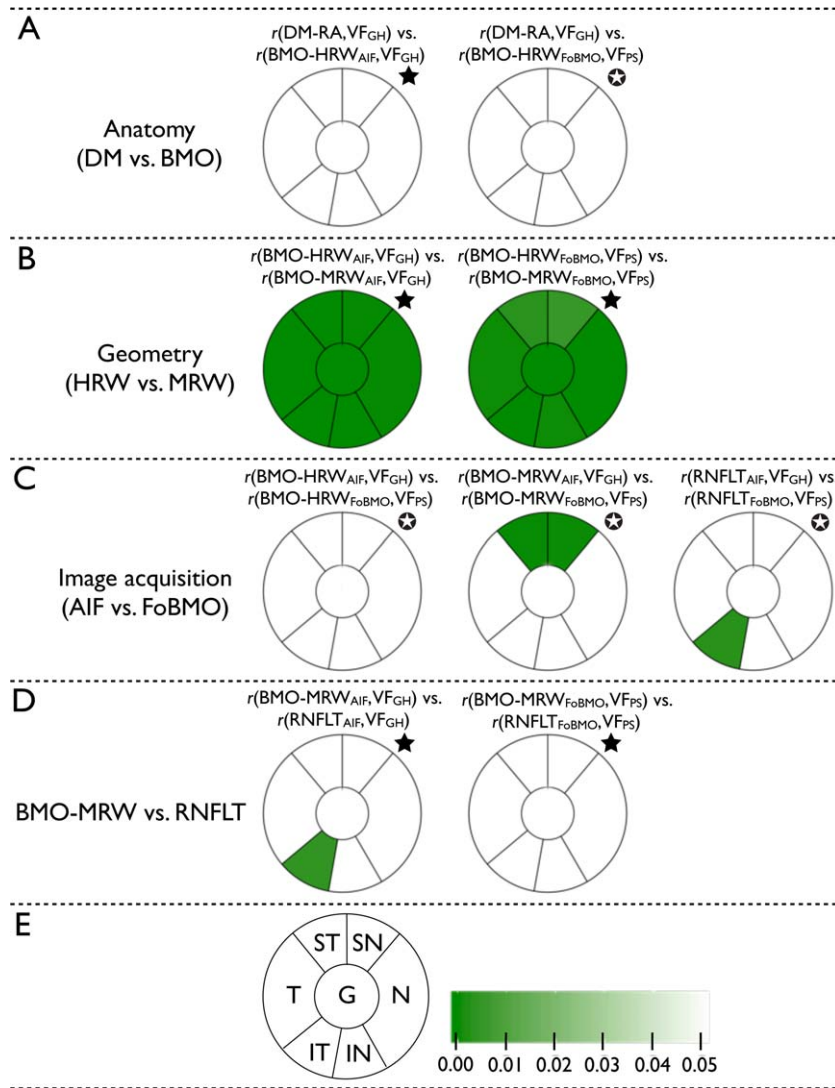 A
r(DM-RA,VFGH) vs.
r(BMO-HRWAIF,VFGH)
r(DM-RA,VFGH) vs.
r(BMO-HRWFoBMO,VFPS)
Anatomy
(DM vs. BMO)
B
r(BMO-HRWAIF,VFGH) vs.
r(BMO-MRWAIF,VFGH)
r(BMO-HRWFoBMO,VFPS) vs.
r(BMO-MRWFoBMO,VFPS)
Geometry
(HRW vs. MRW)
C
r(BMO-HRWAIF,VFGH) vs.
r(BMO-HRWFoBMO,VFPS)
r(BMO-MRWAIF,VFGH) vs.
r(BMO-MRWFoBMO,VFPS)
r(RNFLTAIF,VFGH) vs
r(RNFLTFoBMO,VFPS)
Image acquisition
(AIF vs. FoBMO)
D
r(BMO-MRWAIF,VFGH) vs.
r(RNFLTAIF,VFGH)
r(BMO-MRWFoBMO,VFPS) vs.
r(RNFLTFoBMO,VFPS)
BMO-MRW vs. RNFLT
E
ST SN
T G N
IT IN
0.00 0.01 0.02 0.03 0.04 0.05